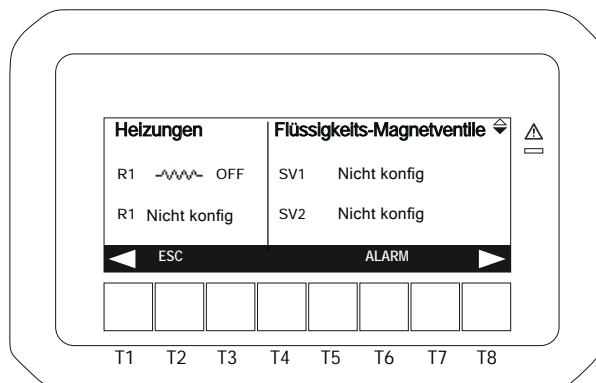 Heizungen Flüssigkeits-Magnetventile
R1 OFF SV1 Nicht konfig
R1 Nicht konfig SV2 Nicht konfig
ESC ALARM
T1 T2 T3 T4 T5 T6 T7 T8